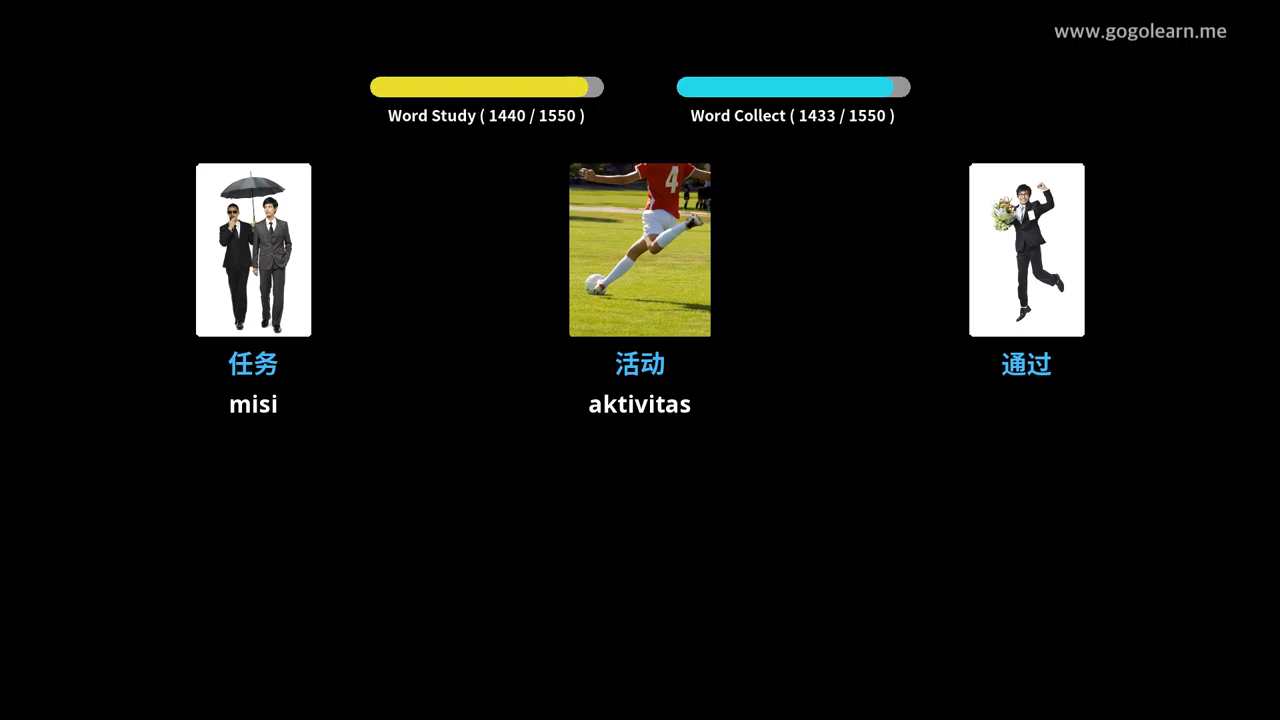 www.gogolearn.me
Word Study ( 1440 / 1550 )
Word Collect ( 1433 / 1550 )
4
任务
活动
通过
misi
aktivitas